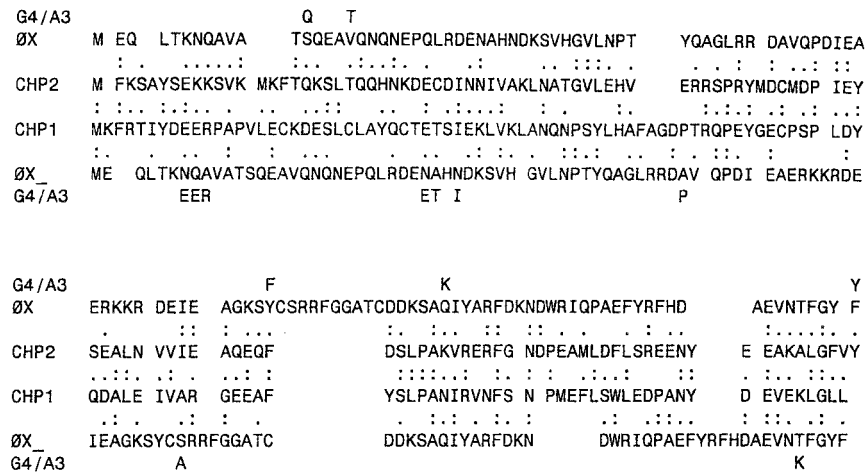 G4/A3 Q T
ØX M EQ LTKNQAVA TSQEAVQNQNEPQLRDENAHNDKSVHGVLNPT YQAGLRR DAVQPDIEA
: .. : .....: : .. .: . . . . .. . :::. . .: : . ::
CHP2 M FKSAYSEKKSVK MKFTQKSLTQQHNKDECDINNIVAKLNATGVLEHV ERRSPRYMDCMDP IEY
: : . : ..:.: .. : .. . . . . . .. . .. . : . .:.: . : . ..:
CHP1 MKFRTIYDEERPAPVLECKDESLCLAYQCTETSIEKLVKLANQNPSYLHAFAGDPTRQPEYGECPSP LDY
:. . .: . : .. ... . .: . . : . . . :: . : :
ØX_ ME QLTKNQAVATSQEAVQNQNEPQLRDENAHNDKSVH GVLNPTYQAGLRRDAV QPDI EAERKKRDE
G4/A3 EER ET I P
G4/A3 F K Y
ØX ERKKR DEIE AGKSYCSRRFGGATCDDKSAQIYARFDKNDWRIQPAEFYRFHD AEVNTFGY F
. :: : .. : . . : . :: : . . . : . :....: :
CHP2 SEALN VVIE AQEQF DSLPAKVRERFG NDPEAMLDFLSREENY E EAKALGFVY
..:: :.: ..: : ::::..: : : . : . : : . : : .: ::.
CHP1 QDALE IVAR GEEAF YSLPANIRVNFS N PMEFLSWLEDPANY D EVEKLGLL
. : . : : : . . : : . : . : : : .
ØX_ IEAGKSYCSRRFGGATC DDKSAQIYARFDKN DWRIQPAEFYRFHDAEVNTFGYF
G4/A3 A K